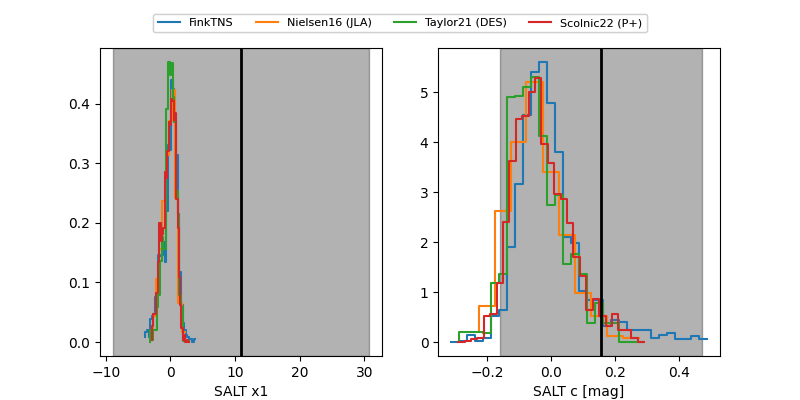 FinkTNS Nielsen16 (JLA) Taylor21 (DES) Scolnic22 (P+)
0.4
0.3
0.2
0.1
0.0
−10 0 10 20 30
SALT x1
5
4
3
2
1
0
−0.2 0.0 0.2 0.4
SALT c [mag]